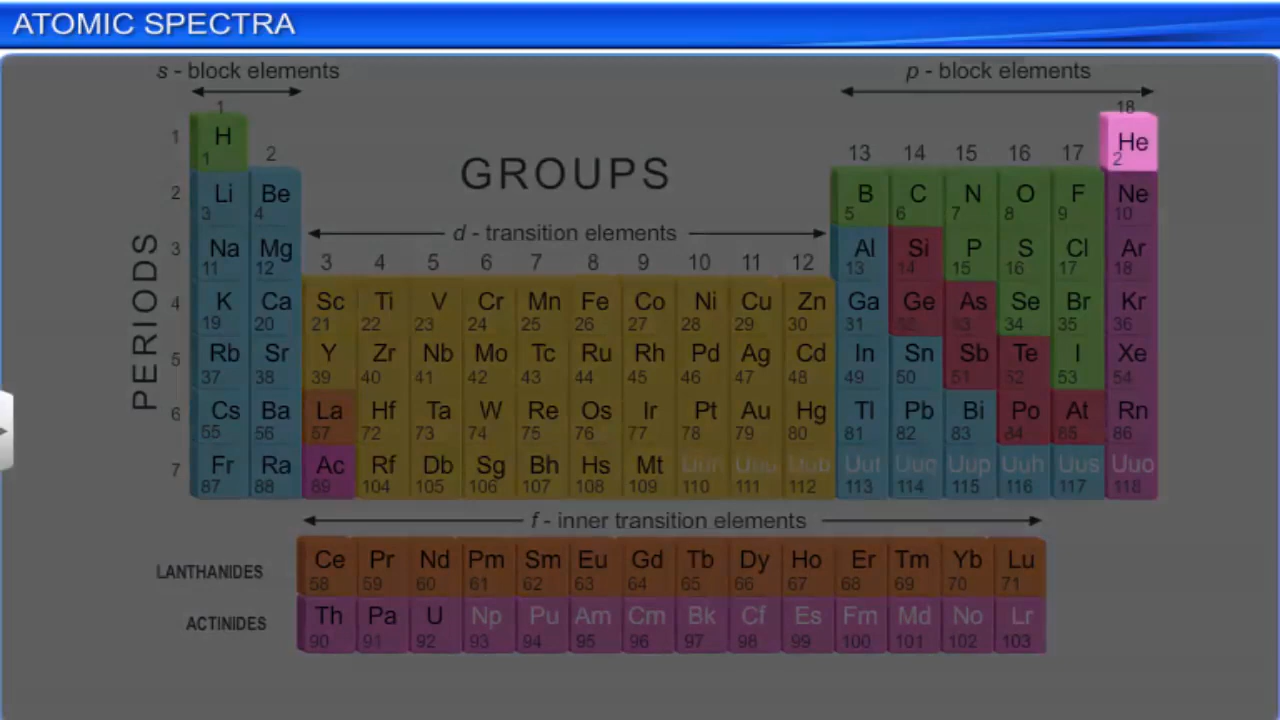 ATOMIC SPECTRA
s - block elements
p - block elements
1
18
1 H He
1 2
2 13 14 15 16 17
GROUPS
2 Li Be B C N O F Ne
3 4 5 6 7 8 9 10
d - transition elements
PERIODS
3 Na Mg Al Si P S Cl Ar
11 12 13 14 15 16 17 18
3 4 5 6 7 8 9 10 11 12
4 K Ca Sc Ti V Cr Mn Fe Co Ni Cu Zn Ga Ge As Se Br Kr
19 20 21 22 23 24 25 26 27 28 29 30 31 32 33 34 35 36
5 Rb Sr Y Zr Nb Mo Tc Ru Rh Pd Ag Cd In Sn Sb Te I Xe
37 38 39 40 41 42 43 44 45 46 47 48 49 50 51 52 53 54
6 Cs Ba La Hf Ta W Re Os Ir Pt Au Hg Tl Pb Bi Po At Rn
55 56 57 72 73 74 75 76 77 78 79 80 81 82 83 84 85 86
7 Fr Ra Ac Rf Db Sg Bh Hs Mt Uun Uuu Uub Uut Uuq Uup Uuh Uus Uuo
87 88 89 104 105 106 107 108 109 110 111 112 113 114 115 116 117 118
f - inner transition elements
LANTHANIDES Ce Pr Nd Pm Sm Eu Gd Tb Dy Ho Er Tm Yb Lu
58 59 60 61 62 63 64 65 66 67 68 69 70 71
ACTINIDES Th Pa U Np Pu Am Cm Bk Cf Es Fm Md No Lr
90 91 92 93 94 95 96 97 98 99 100 101 102 103